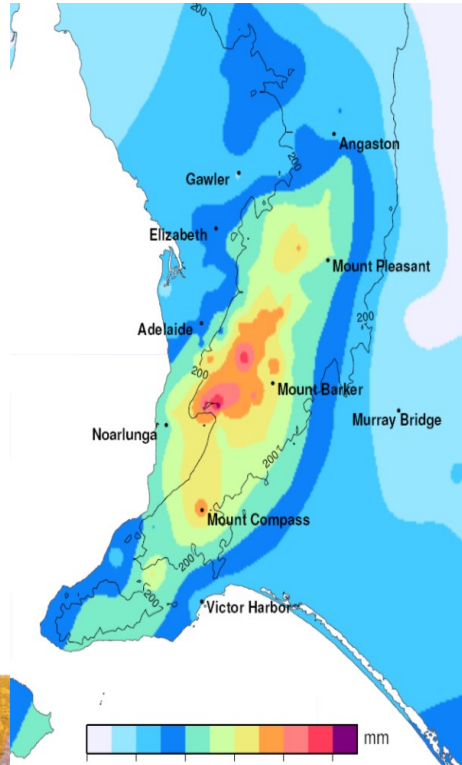 200
Angaston
200
Gawler
Elizabeth
Mount Pleasant
200
Adelaide
200
Mount Barker
Murray Bridge
Noarlunga
200
Mount Compass
200
200
Victor Harbor
mm